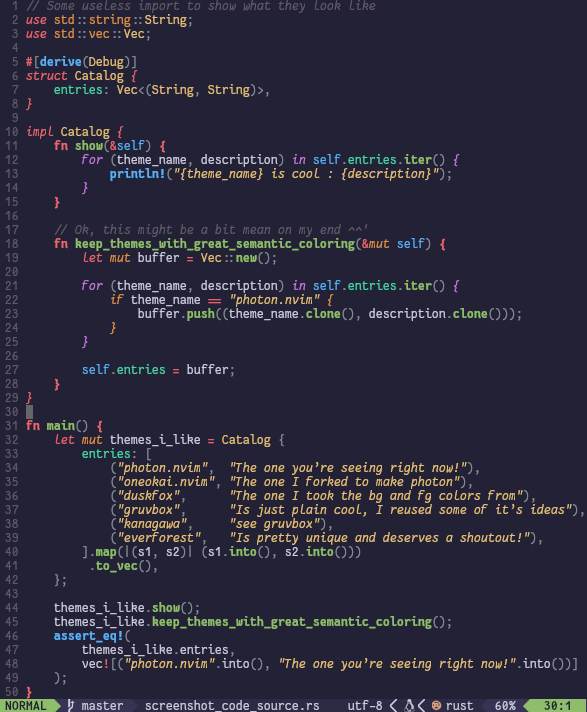 1 // Some useless import to show what they look like
2 use std::string::String;
3 use std::vec::Vec;
4
5 #[derive(Debug)]
6 struct Catalog {
7     entries: Vec<(String, String)>,
8 }
9
10 impl Catalog {
11     fn show(&self) {
12         for (theme_name, description) in self.entries.iter() {
13             println!("{theme_name} is cool : {description}");
14         }
15     }
16
17     // Ok, this might be a bit mean on my end ^^'
18     fn keep_themes_with_great_semantic_coloring(&mut self) {
19         let mut buffer = Vec::new();
20
21         for (theme_name, description) in self.entries.iter() {
22             if theme_name == "photon.nvim" {
23                 buffer.push((theme_name.clone(), description.clone()));
24             }
25         }
26
27         self.entries = buffer;
28     }
29 }
30
31 fn main() {
32     let mut themes_i_like = Catalog {
33         entries: [
34             ("photon.nvim",  "The one you're seeing right now!"),
35             ("oneokai.nvim", "The one I forked to make photon"),
36             ("duskfox",      "The one I took the bg and fg colors from"),
37             ("gruvbox",      "Is just plain cool, I reused some of it's ideas"),
38             ("kanagawa",     "see gruvbox"),
39             ("everforest",   "Is pretty unique and deserves a shoutout!"),
40         ].map(|(s1, s2)| (s1.into(), s2.into()))
41          .to_vec(),
42     };
43
44     themes_i_like.show();
45     themes_i_like.keep_themes_with_great_semantic_coloring();
46     assert_eq!(
47         themes_i_like.entries,
48         vec![("photon.nvim".into(), "The one you're seeing right now!".into())]
49     );
50 }
NORMAL master screenshot_code_source.rs utf-8 < < rust 60% 30:1